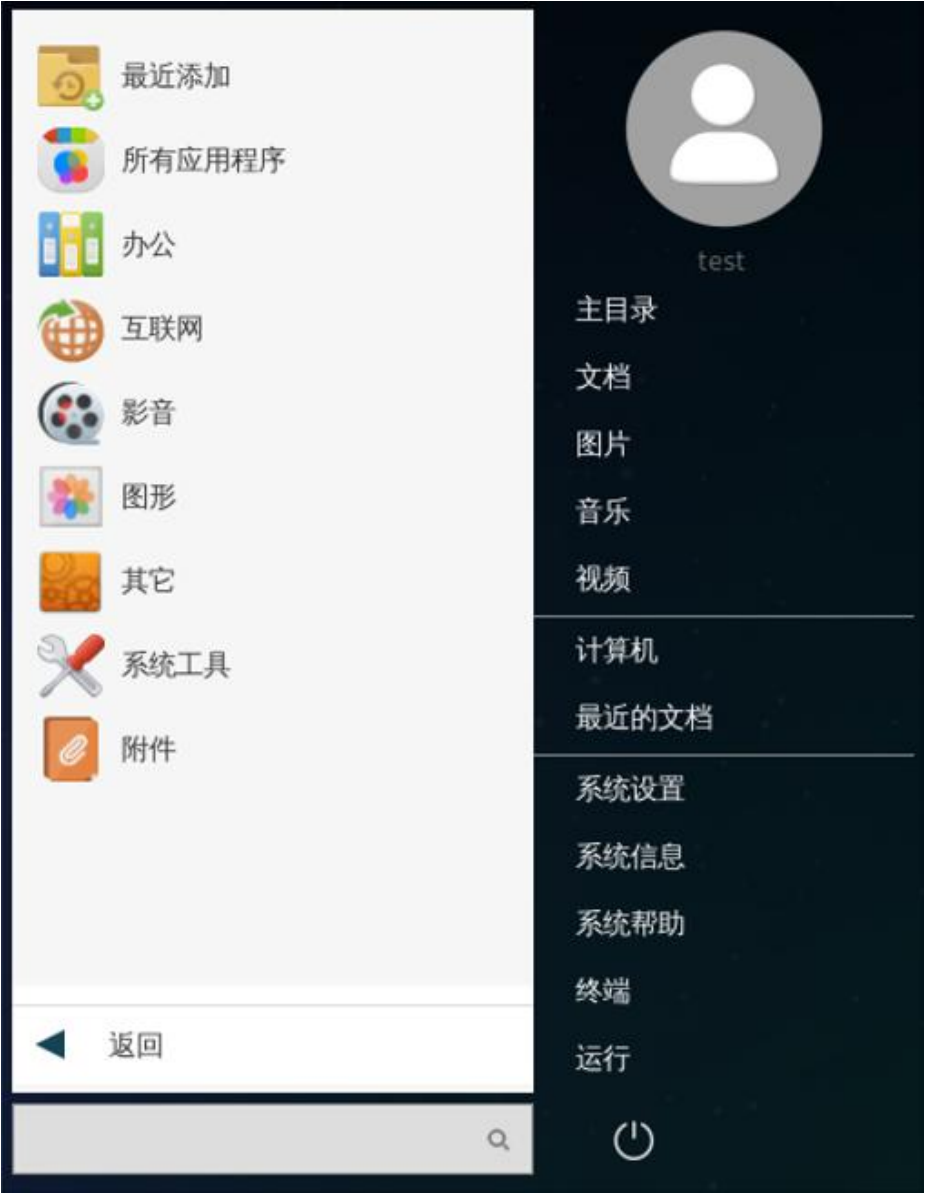 最近添加
所有应用程序
办公
互联网
影音
图形
其它
系统工具
附件
返回
test
主目录
文档
图片
音乐
视频
计算机
最近的文档
系统设置
系统信息
系统帮助
终端
运行